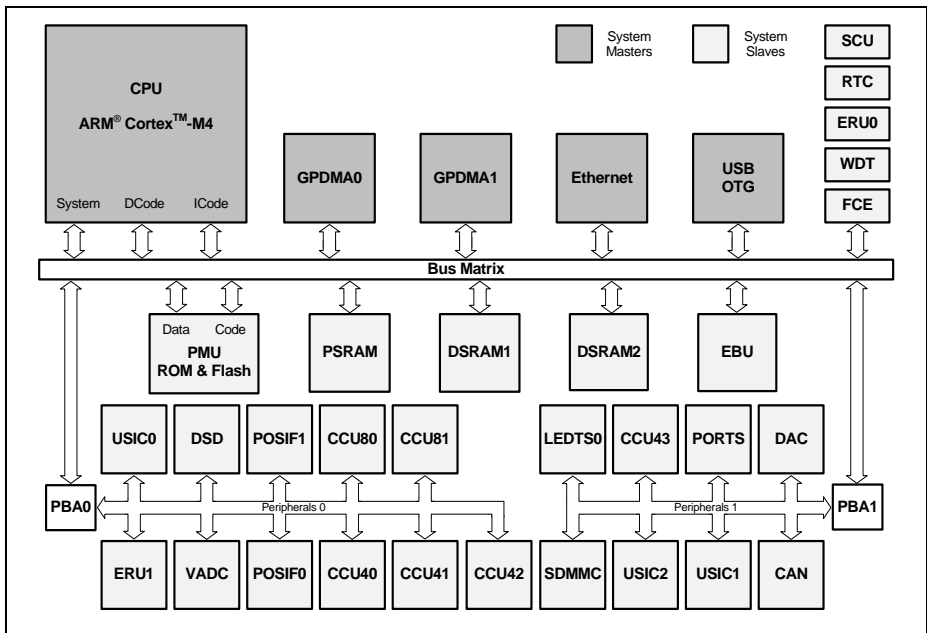 CPU
ARM® Cortex™-M4
System DCode ICode
GPDMA0
GPDMA1
Ethernet
USB
OTG
System
Masters
System
Slaves
SCU
RTC
ERU0
WDT
FCE
Bus Matrix
Data Code
PMU
ROM & Flash
PSRAM
DSRAM1
DSRAM2
EBU
USIC0
DSD
POSIF1
CCU80
CCU81
LEDTS0
CCU43
PORTS
DAC
PBA0
Peripherals 0
Peripherals 1
PBA1
ERU1
VADC
POSIF0
CCU40
CCU41
CCU42
SDMMC
USIC2
USIC1
CAN